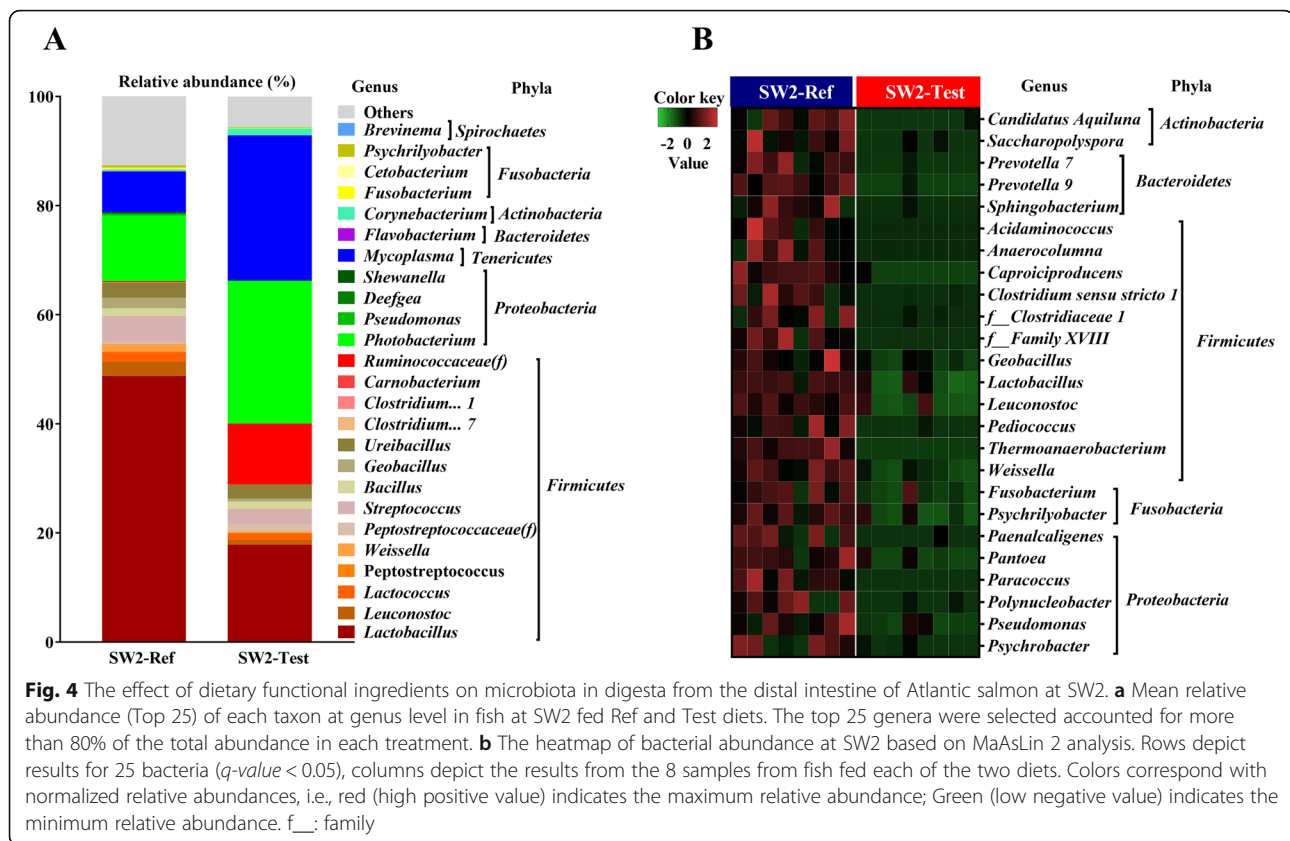 A
Relative abundance (%)
100
80
60
40
20
0
SW2-Ref
SW2-Test
Genus Phyla
Others
Brevinema Spirochaetes
Psychrilyobacter
Cetobacterium
Fusobacterium
Fusobacteria
Corynebacterium Actinobacteria
Flavobacterium Bacteroidetes
Mycoplasma Tenericutes
Shewanella
Deefgea
Pseudomonas
Photobacterium
Proteobacteria
Ruminococcaceae(f)
Carnobacterium
Clostridium... 1
Clostridium... 7
Ureibacillus
Geobacillus
Bacillus
Streptococcus
Peptostreptococcaceae(f)
Weissella
Peptostreptococcus
Lactococcus
Leuconostoc
Lactobacillus
Firmicutes
B
Color key
-2 0 2
Value
SW2-Ref SW2-Test
Genus Phyla
Candidatus Aquiluna
Saccharopolyspora
Actinobacteria
Prevotella 7
Prevotella 9
Sphingobacterium
Bacteroidetes
Acidaminococcus
Anaerocolumna
Caproiciproducens
Clostridium sensu stricto 1
f__Clostridiaceae 1
f__Family XVIII
Geobacillus
Lactobacillus
Leuconostoc
Pediococcus
Thermoanaerobacterium
Weissella
Firmicutes
Fusobacterium
Psychrilyobacter
Fusobacteria
Paenalcaligenes
Pantoea
Paracoccus
Polynucleobacter
Pseudomonas
Psychrobacter
Proteobacteria
Fig. 4 The effect of dietary functional ingredients on microbiota in digesta from the distal intestine of Atlantic salmon at SW2. a Mean relative
abundance (Top 25) of each taxon at genus level in fish at SW2 fed Ref and Test diets. The top 25 genera were selected accounted for more
than 80% of the total abundance in each treatment. b The heatmap of bacterial abundance at SW2 based on MaAsLin 2 analysis. Rows depict
results for 25 bacteria (q-value < 0.05), columns depict the results from the 8 samples from fish fed each of the two diets. Colors correspond with
normalized relative abundances, i.e., red (high positive value) indicates the maximum relative abundance; Green (low negative value) indicates the
minimum relative abundance. f__: family